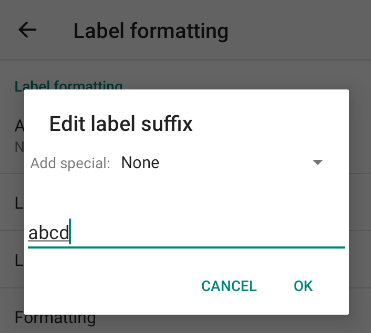 Label formatting
Label formatting
Edit label suffix
Add special: None
abcd
CANCEL OK
Formatting